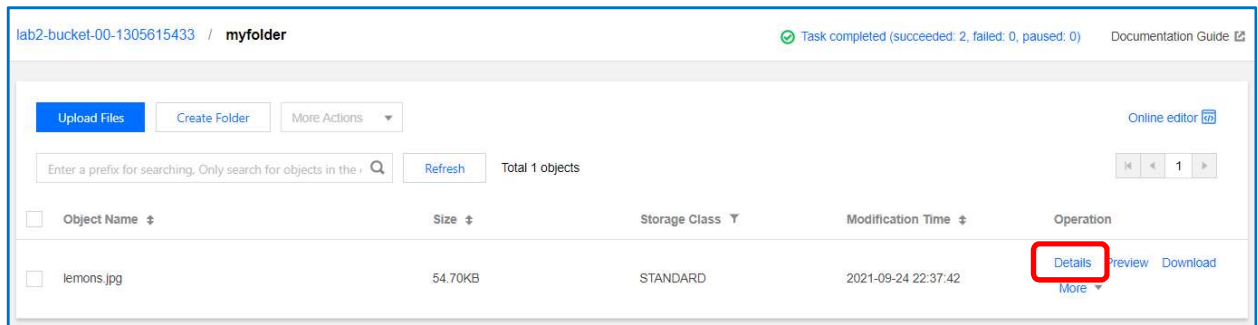 lab2-bucket-00-1305615433 / myfolder Task completed (succeeded: 2, failed: 0, paused: 0) Documentation Guide
Upload Files Create Folder More Actions Online editor
Enter a prefix for searching, Only search for objects in the Refresh Total 1 objects 1
Object Name Size Storage Class Modification Time Operation
lemons.jpg 54.70KB STANDARD 2021-09-24 22:37:42 Details Preview Download
More